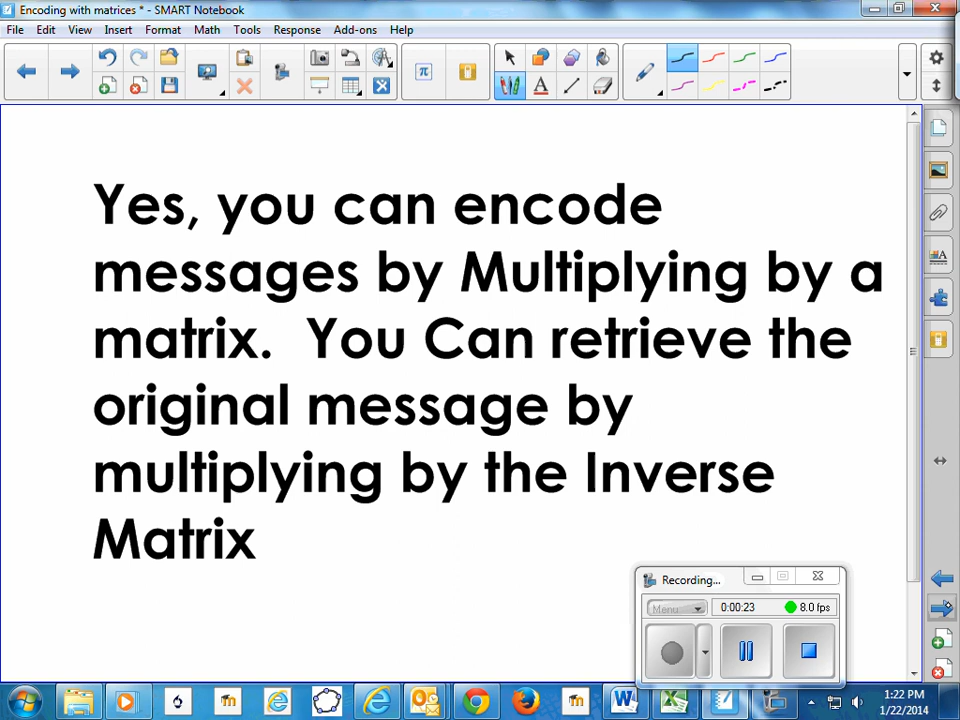 Encoding with matrices * - SMART Notebook
File Edit View Insert Format Math Tools Response Add-ons Help
Yes, you can encode
messages by Multiplying by a
matrix. You Can retrieve the
original message by
multiplying by the Inverse
Matrix
Recording...
Menu 0:00:23 8.0 fps
1:22 PM
1/22/2014